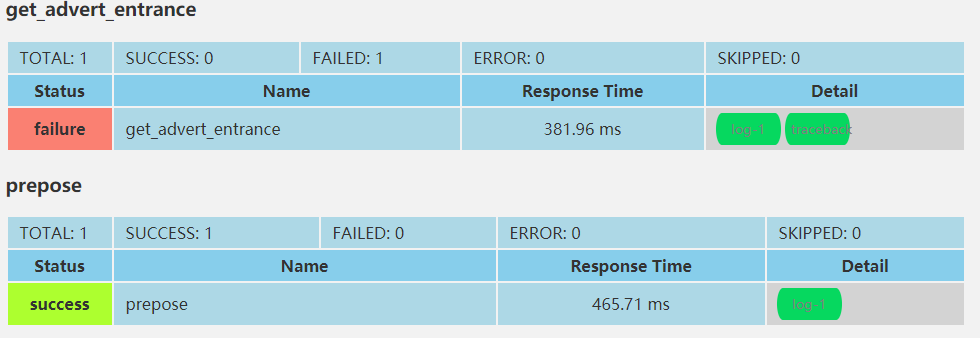 get_advert_entrance
TOTAL: 1 SUCCESS: 0 FAILED: 1 ERROR: 0 SKIPPED: 0
Status Name Response Time Detail
failure get_advert_entrance 381.96 ms log-1 traceback
prepose
TOTAL: 1 SUCCESS: 1 FAILED: 0 ERROR: 0 SKIPPED: 0
Status Name Response Time Detail
success prepose 465.71 ms log-1